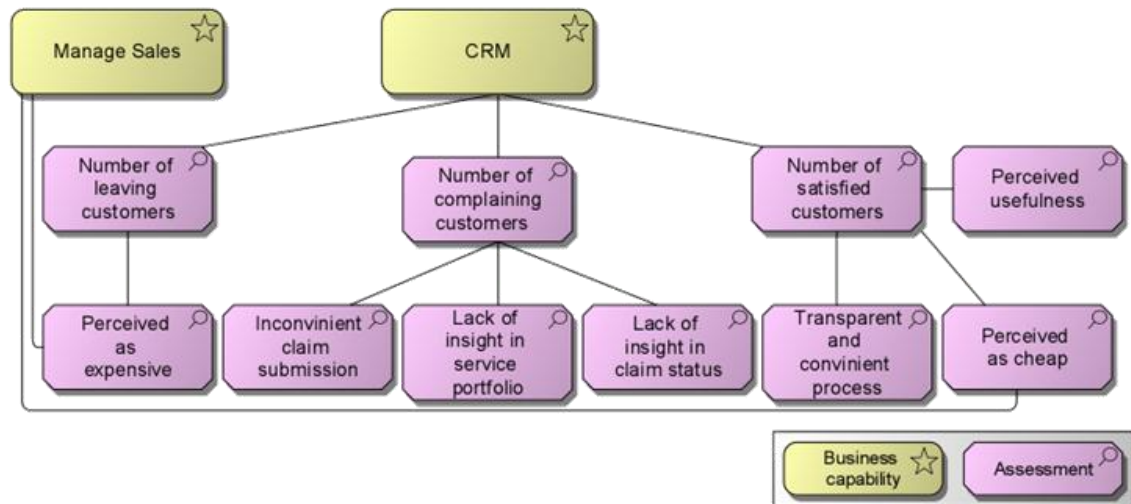 Manage Sales
CRM
Number of
leaving
customers
Number of
complaining
customers
Number of
satisfied
customers
Perceived
usefulness
Perceived
as
expensive
Inconvinient
claim
submission
Lack of
insight in
service
portfolio
Lack of
insight in
claim status
Transparent
and
convinient
process
Perceived
as cheap
Business
capability
Assessment